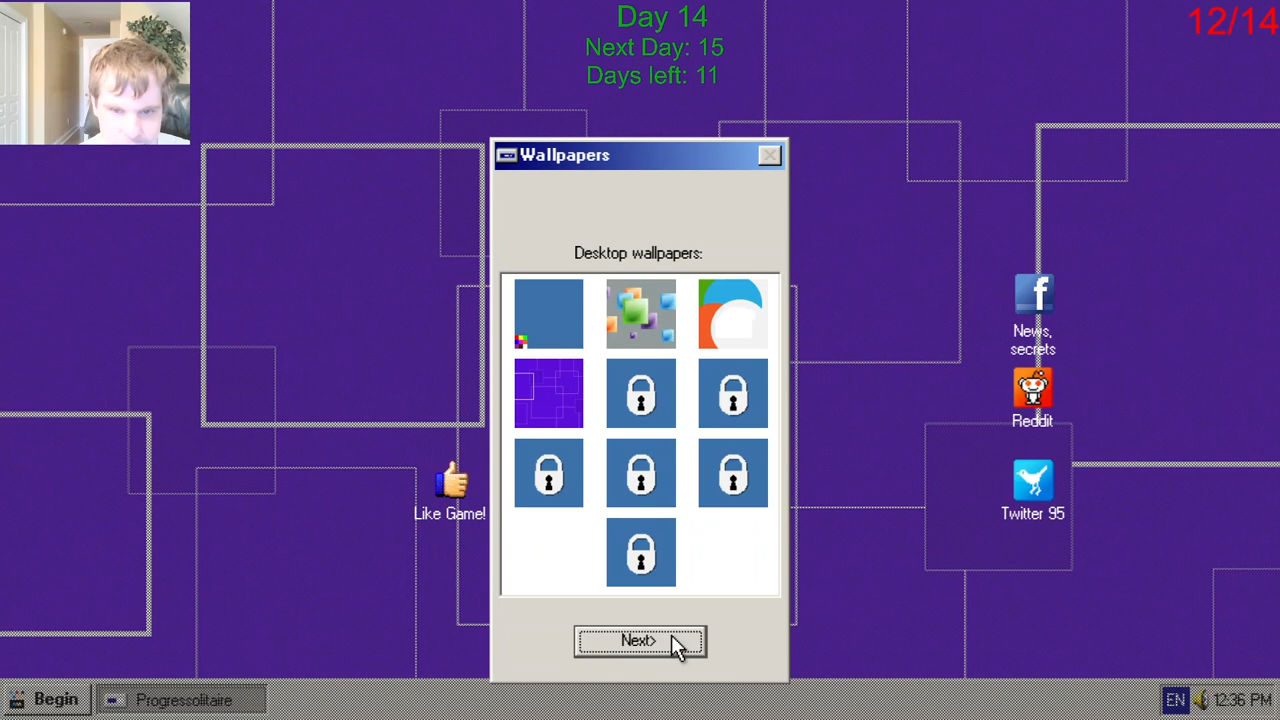 Day 14
Next Day: 15
Days left: 11
12/14
Wallpapers
Desktop wallpapers:
News,
secrets
Reddit
Like Game!
Twitter 95
Next>
Begin
Progressolitaire
EN
12:36 PM